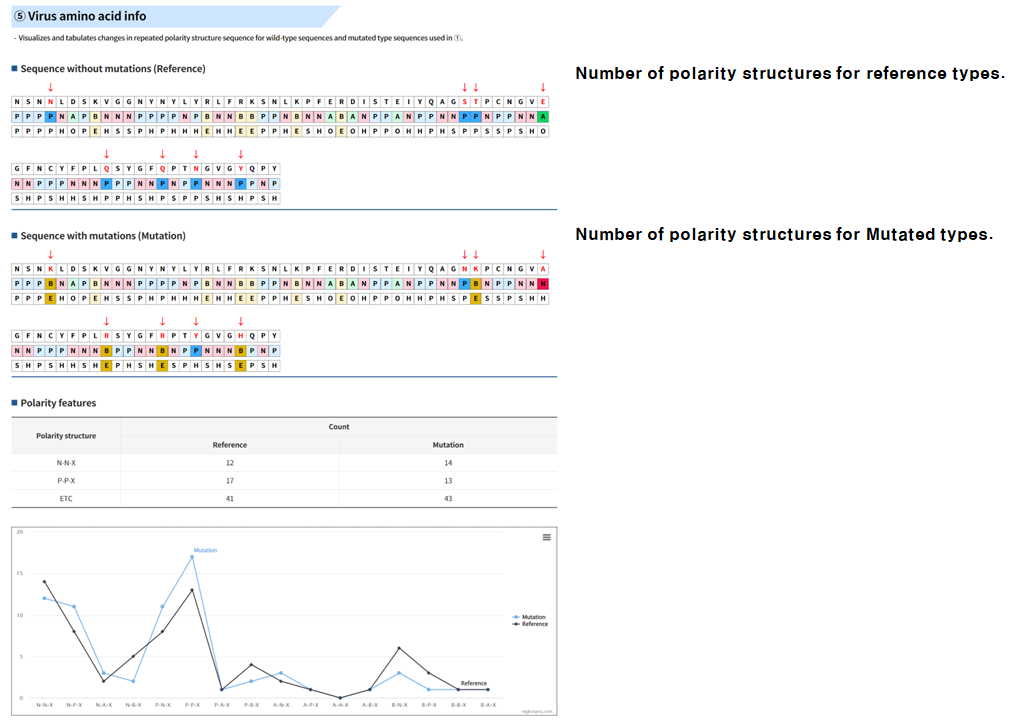 ⑤ Virus amino acid info
- Visualizes and tabulates changes in repeated polarity structure sequence for wild-type sequences and mutated type sequences used in ①.
Sequence without mutations (Reference)
Number of polarity structures for reference types.
N S N N L D S K V G G N Y N Y L Y R L F R K S N L K P F E R D I S T E I Y Q A G S T P C N G V E
P P P P N A P B N N N P P P P N P B N N B B P P N B N N A B A N P P A N P P N N P P N P P N N A
P P P P H O P E H S S P H P H H H E H H E E P P H E S H O E O H P P O H H P H S P P S S P S H O
G F N C Y F P L Q S Y G F Q P T N G V G Y Q P Y
N N P P P N N N P P P N N P N P P N N N P P N P
S H P S H H S H P P H S H P S P P S H S H P S H
Sequence with mutations (Mutation)
Number of polarity structures for Mutated types.
N S N K L D S K V G G N Y N Y L Y R L F R K S N L K P F E R D I S T E I Y Q A G N K P C N G V A
P P P B N A P B N N N P P P P N P B N N B B P P N B N N A B A N P P A N P P N N P B N P P N N N
P P P E H O P E H S S P H P H H H E H H E E P P H E S H O E O H P P O H H P H S P E S S P S H H
G F N C Y F P L R S Y G F R P T Y G V G H Q P Y
N N P P P N N N B P P N N B N P P N N N B P N P
S H P S H H S H E P H S H E S P H S H S E P S H
Polarity features
Polarity structure Count
Reference Mutation
N-N-X 12 14
P-P-X 17 13
ETC 41 43
20
15
10
5
0
Mutation
Reference
Mutation
Reference
N-N-X N-P-X N-A-X N-B-X P-N-X P-P-X P-A-X P-B-X A-N-X A-P-X A-A-X A-B-X B-N-X B-P-X B-B-X B-A-X
Highcharts.com